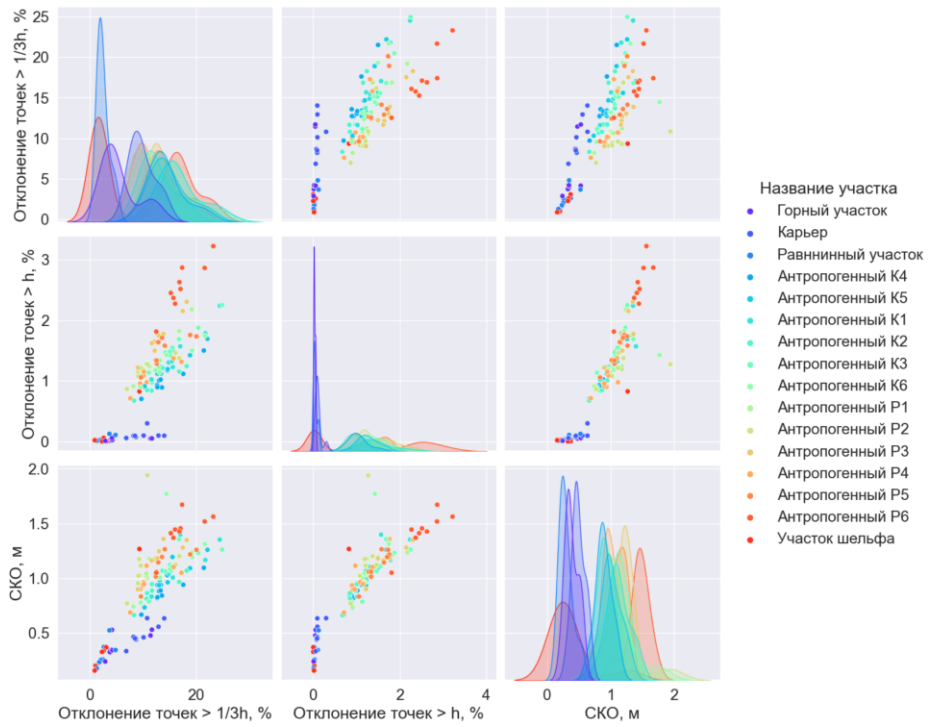 Отклонение точек > 1/3h, %
25
20
15
10
5
0
Отклонение точек > h, %
3
2
1
0
СКО, м
2.0
1.5
1.0
0.5
0
20
0
2
4
0
1
2
Отклонение точек > 1/3h, %
Отклонение точек > h, %
СКО, м
Название участка
Горный участок
Карьер
Равннинный участок
Антропогенный К4
Антропогенный К5
Антропогенный К1
Антропогенный К2
Антропогенный К3
Антропогенный К6
Антропогенный Р1
Антропогенный Р2
Антропогенный Р3
Антропогенный Р4
Антропогенный Р5
Антропогенный Р6
Участок шельфа